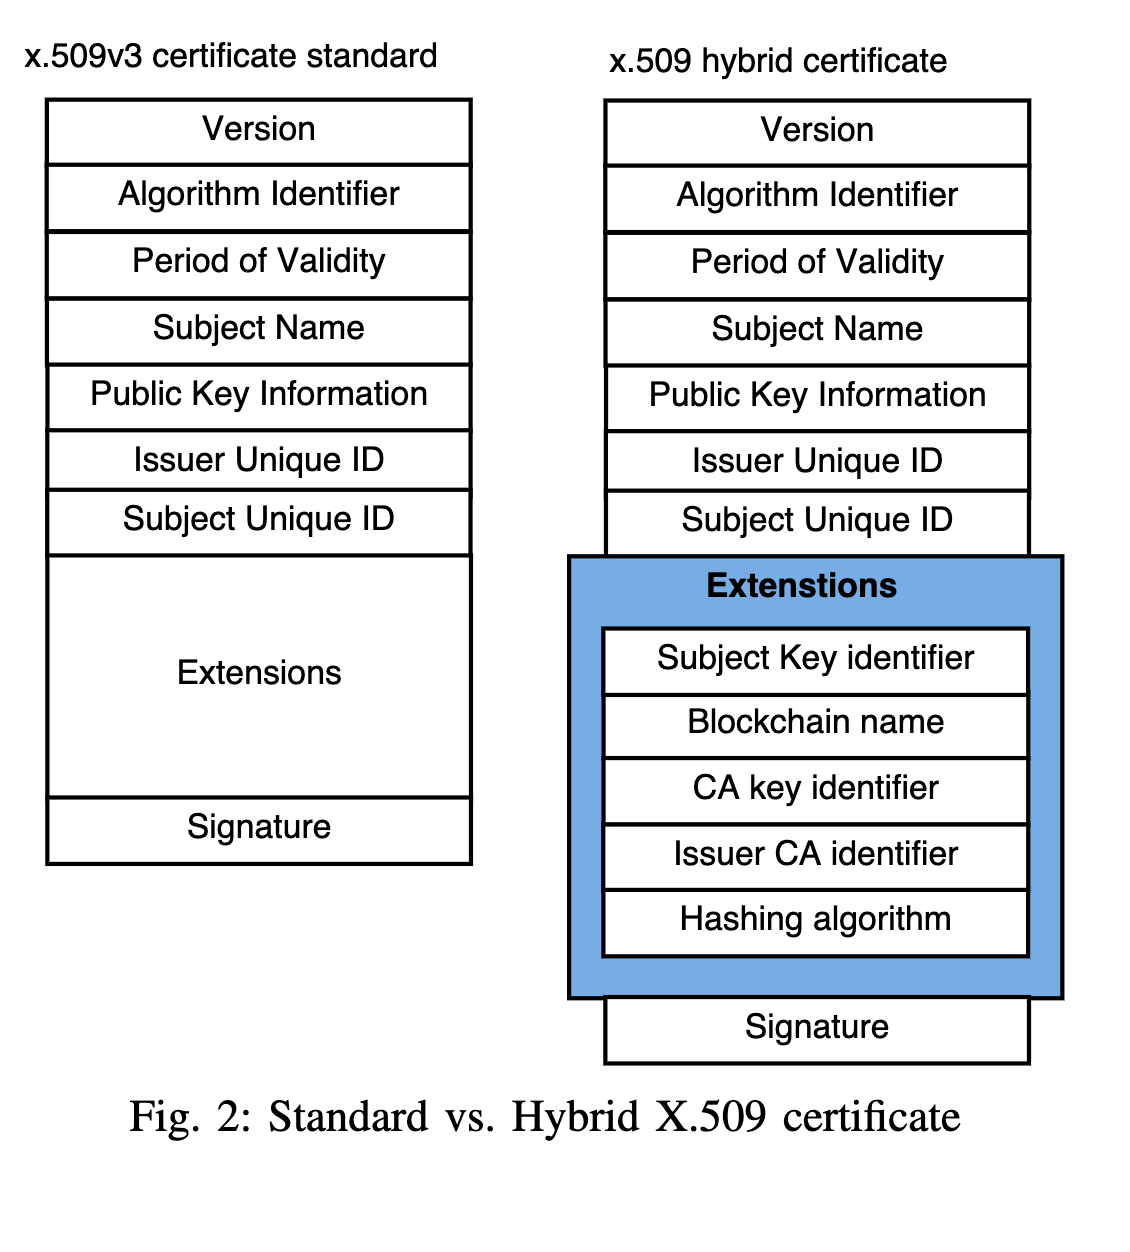 x.509v3 certificate standard
Version
Algorithm Identifier
Period of Validity
Subject Name
Public Key Information
Issuer Unique ID
Subject Unique ID
Extensions
Signature
x.509 hybrid certificate
Version
Algorithm Identifier
Period of Validity
Subject Name
Public Key Information
Issuer Unique ID
Subject Unique ID
Extenstions
Subject Key identifier
Blockchain name
CA key identifier
Issuer CA identifier
Hashing algorithm
Signature
Fig. 2: Standard vs. Hybrid X.509 certificate